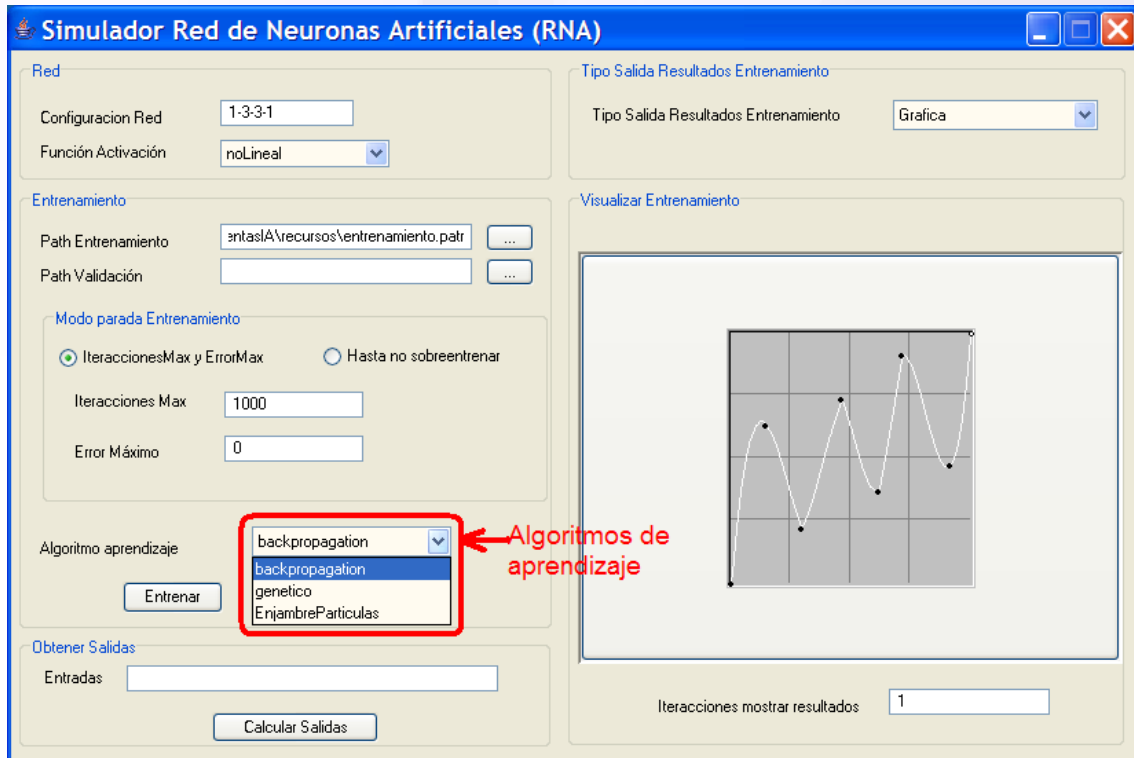 Simulador Red de Neuronas Artificiales (RNA)
Red
Configuracion Red
1-3-3-1
Función Activación
noLineal
Tipo Salida Resultados Entrenamiento
Tipo Salida Resultados Entrenamiento
Grafica
Entrenamiento
Path Entrenamiento
entasIA\recursos\entrenamiento.patr
...
Path Validación
...
Modo parada Entrenamiento
IteraccionesMax y ErrorMax
Hasta no sobreentrenar
Iteracciones Max
1000
Error Máximo
0
Algoritmo aprendizaje
backpropagation
backpropagation
genetico
EnjambreParticulas
Algoritmos de
aprendizaje
Entrenar
Obtener Salidas
Entradas
Calcular Salidas
Visualizar Entrenamiento
Iteracciones mostrar resultados
1